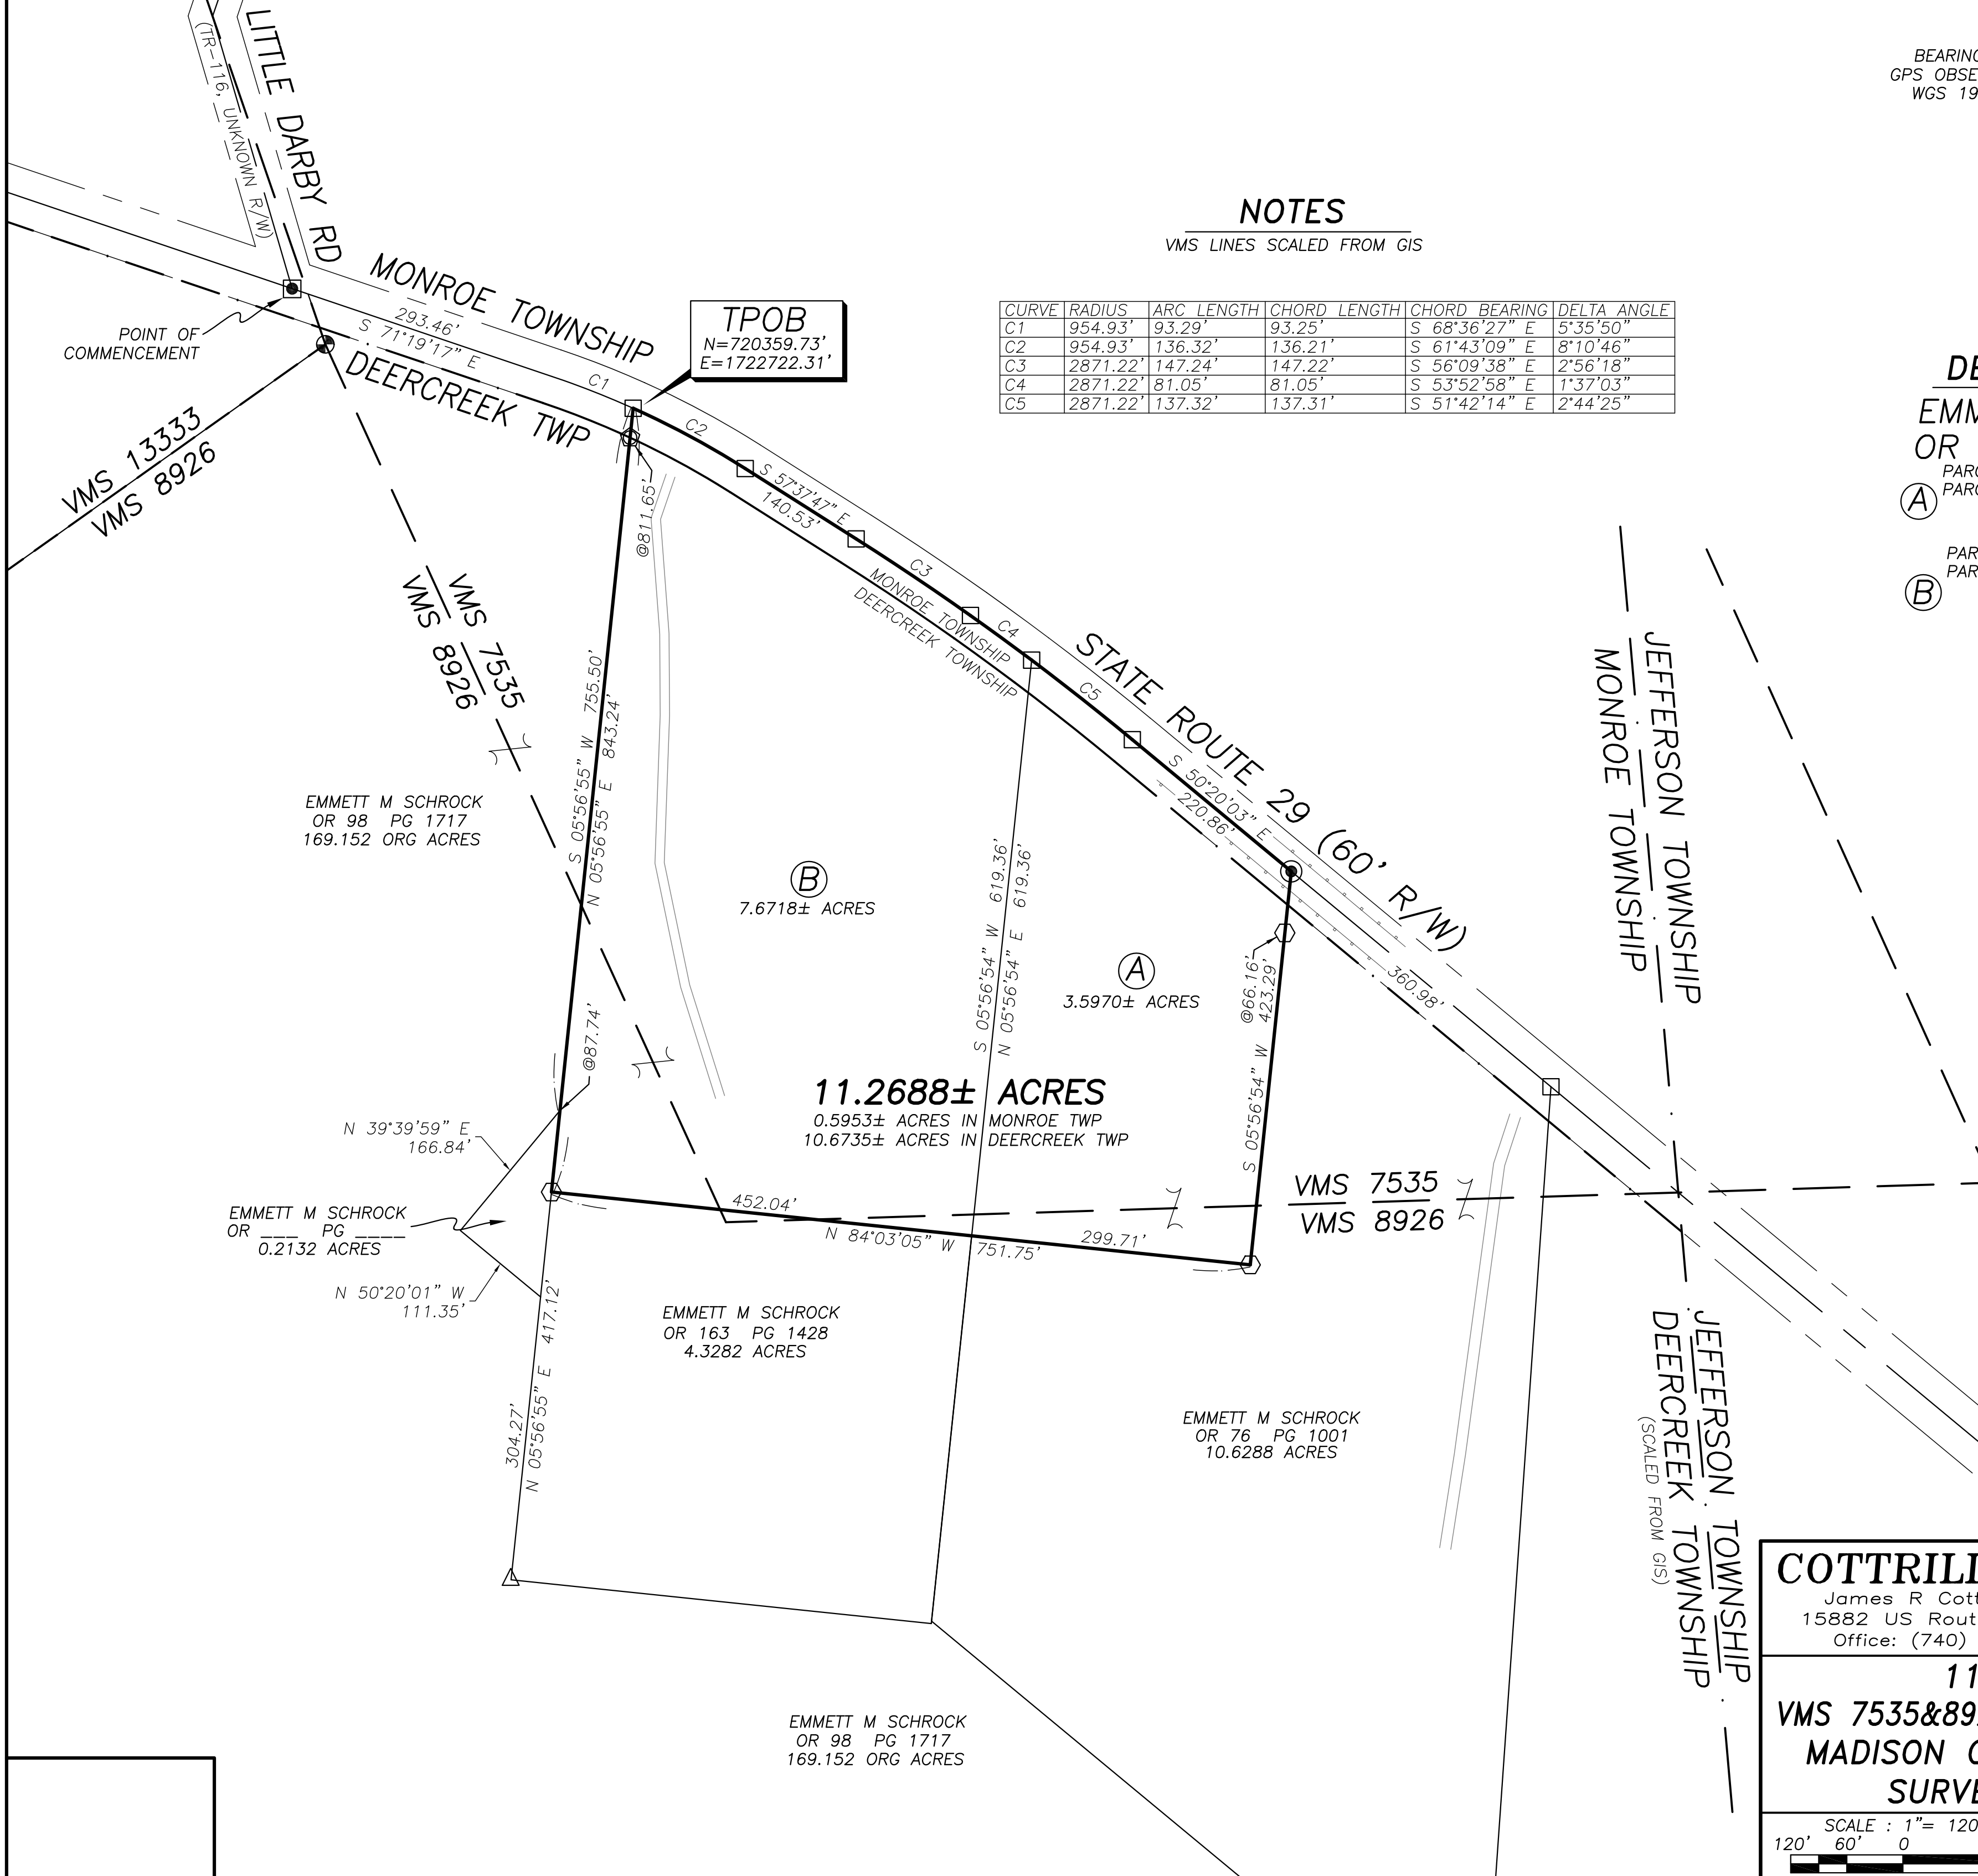 LITTLE DARBY RD
(TR-116, UNKNOWN R/W)
BEARING
GPS OBSE
WGS 19
NOTES
VMS LINES SCALED FROM GIS
POINT OF
COMMENCEMENT
293.46'
S 71°19'17" E
MONROE TOWNSHIP
DEERCREEK TWP
C1
TPOB
N=720359.73'
E=1722722.31'
CURVE RADIUS ARC LENGTH CHORD LENGTH CHORD BEARING DELTA ANGLE
C1 954.93' 93.29' 93.25' S 68°36'27" E 5°35'50"
C2 954.93' 136.32' 136.21' S 61°43'09" E 8°10'46"
C3 2871.22' 147.24' 147.22' S 56°09'38" E 2°56'18"
C4 2871.22' 81.05' 81.05' S 53°52'58" E 1°37'03"
C5 2871.22' 137.32' 137.31' S 51°42'14" E 2°44'25"
DE
EMM
OR
PARC
PARC
A
PAR
PAR
B
VMS 13333
VMS 8926
C2
S 57°37'47" E
140.53'
@811.65'
C3
MONROE TOWNSHIP
DEERCREEK TOWNSHIP
C4
C5
STATE ROUTE 29 (60' R/W)
VMS 7535
VMS 8926
S 05°56'55" W 755.50'
N 05°56'55" E 843.24'
S 50°20'03" E
220.86'
360.98'
JEFFERSON TOWNSHIP
MONROE TOWNSHIP
EMMETT M SCHROCK
OR 98 PG 1717
169.152 ORG ACRES
B
7.6718± ACRES
S 05°56'54" W 619.36'
N 05°56'54" E 619.36'
A
3.5970± ACRES
@66.16'
423.29'
S 05°56'54" W
@87.74'
11.2688± ACRES
0.5953± ACRES IN MONROE TWP
10.6735± ACRES IN DEERCREEK TWP
N 39°39'59" E
166.84'
VMS 7535
VMS 8926
452.04'
N 84°03'05" W 751.75'
299.71'
EMMETT M SCHROCK
OR ___ PG ____
0.2132 ACRES
N 50°20'01" W
111.35'
304.27'
N 05°56'55" E 417.12'
EMMETT M SCHROCK
OR 163 PG 1428
4.3282 ACRES
EMMETT M SCHROCK
OR 76 PG 1001
10.6288 ACRES
JEFFERSON TOWNSHIP
DEERCREEK TOWNSHIP
(SCALED FROM GIS)
EMMETT M SCHROCK
OR 98 PG 1717
169.152 ORG ACRES
COTTRILL
James R Cott
15882 US Rout
Office: (740)
11
VMS 7535&89
MADISON C
SURVE
SCALE : 1"= 120
120' 60' 0